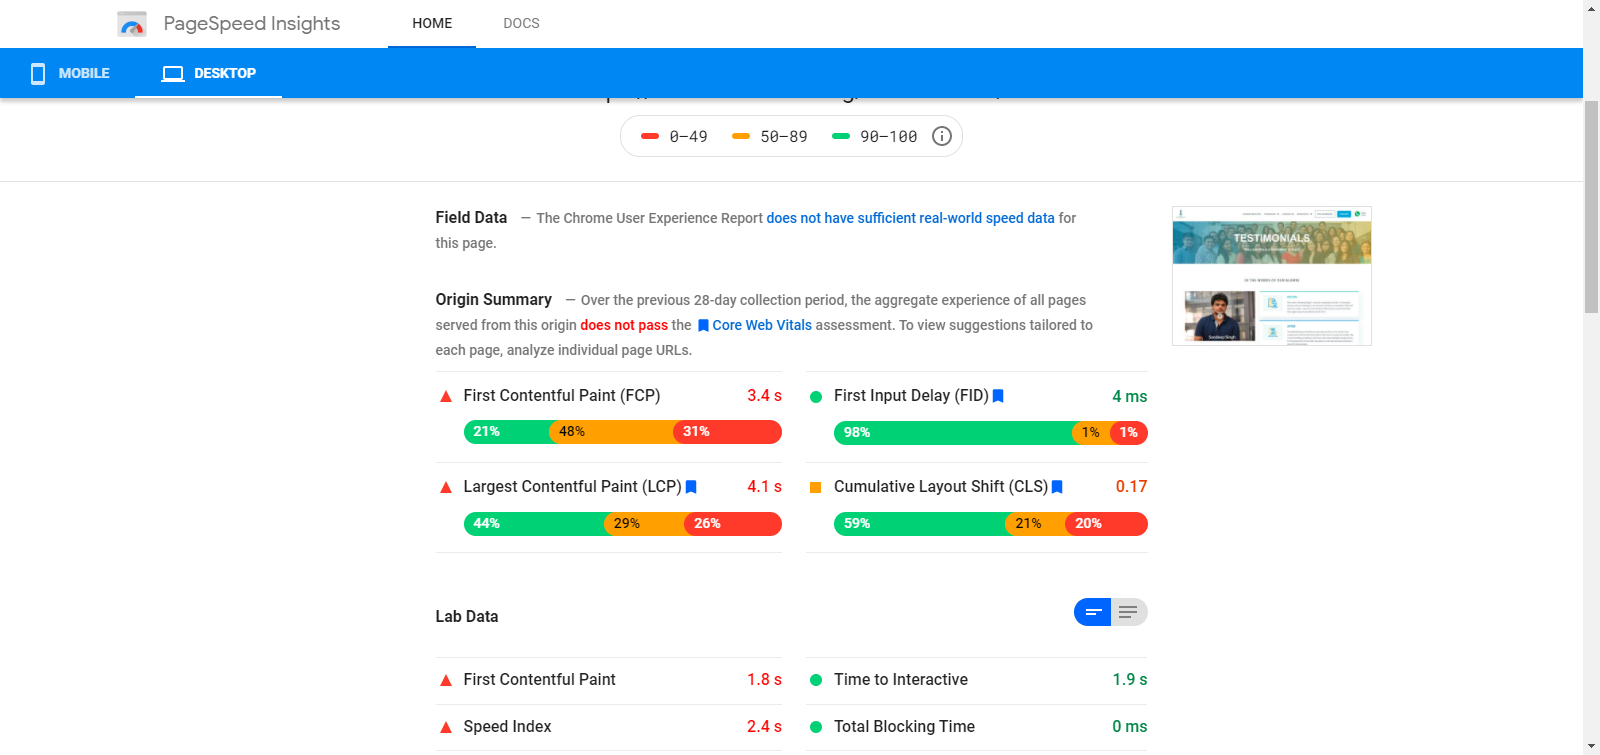 PageSpeed Insights
HOME
DOCS
MOBILE
DESKTOP
0–49
50–89
90–100
Field Data — The Chrome User Experience Report does not have sufficient real-world speed data for
this page.
Origin Summary — Over the previous 28-day collection period, the aggregate experience of all pages
served from this origin does not pass the Core Web Vitals assessment. To view suggestions tailored to
each page, analyze individual page URLs.
First Contentful Paint (FCP) 3.4 s
21% 48% 31%
First Input Delay (FID) 4 ms
98% 1% 1%
Largest Contentful Paint (LCP) 4.1 s
44% 29% 26%
Cumulative Layout Shift (CLS) 0.17
59% 21% 20%
TESTIMONIALS
Sandeep Singh
Lab Data
First Contentful Paint 1.8 s
Time to Interactive 1.9 s
Speed Index 2.4 s
Total Blocking Time 0 ms